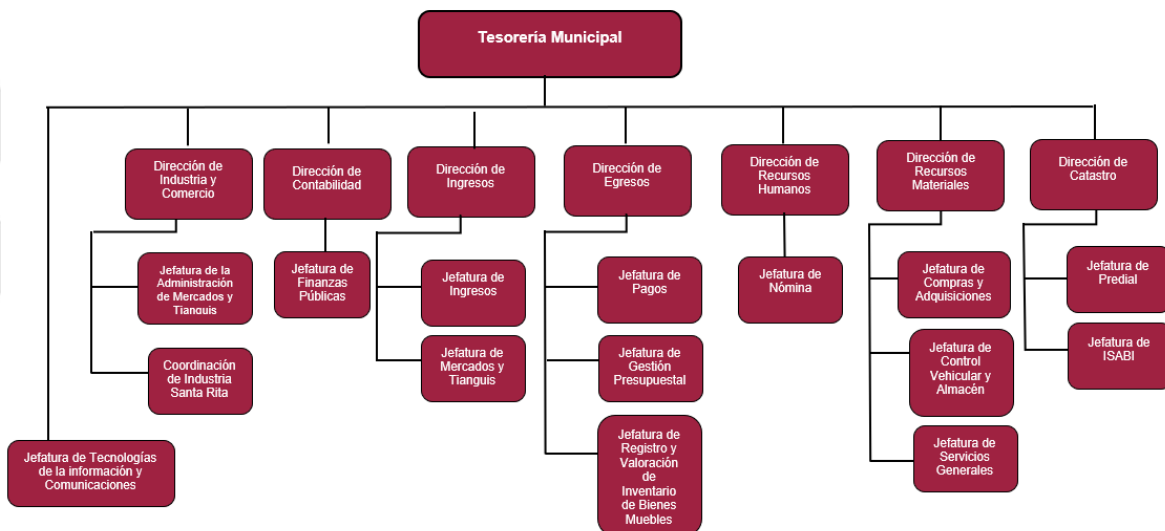 Tesorería Municipal
Dirección de
Industria y
Comercio
Dirección de
Contabilidad
Dirección de
Ingresos
Dirección de
Egresos
Dirección de
Recursos
Humanos
Dirección de
Recursos
Materiales
Dirección de
Catastro
Jefatura de la
Administración
de Mercados y
Tianguis
Coordinación
de Industria
Santa Rita
Jefatura de
Finanzas
Públicas
Jefatura de
Ingresos
Jefatura de
Mercados y
Tianguis
Jefatura de
Pagos
Jefatura de
Gestión
Presupuestal
Jefatura de
Registro y
Valoración
de
Inventario
de Bienes
Muebles
Jefatura de
Nómina
Jefatura de
Compras y
Adquisiciones
Jefatura de
Control
Vehicular y
Almacén
Jefatura de
Servicios
Generales
Jefatura de
Predial
Jefatura de
ISABI
Jefatura de Tecnologías
de la información y
Comunicaciones